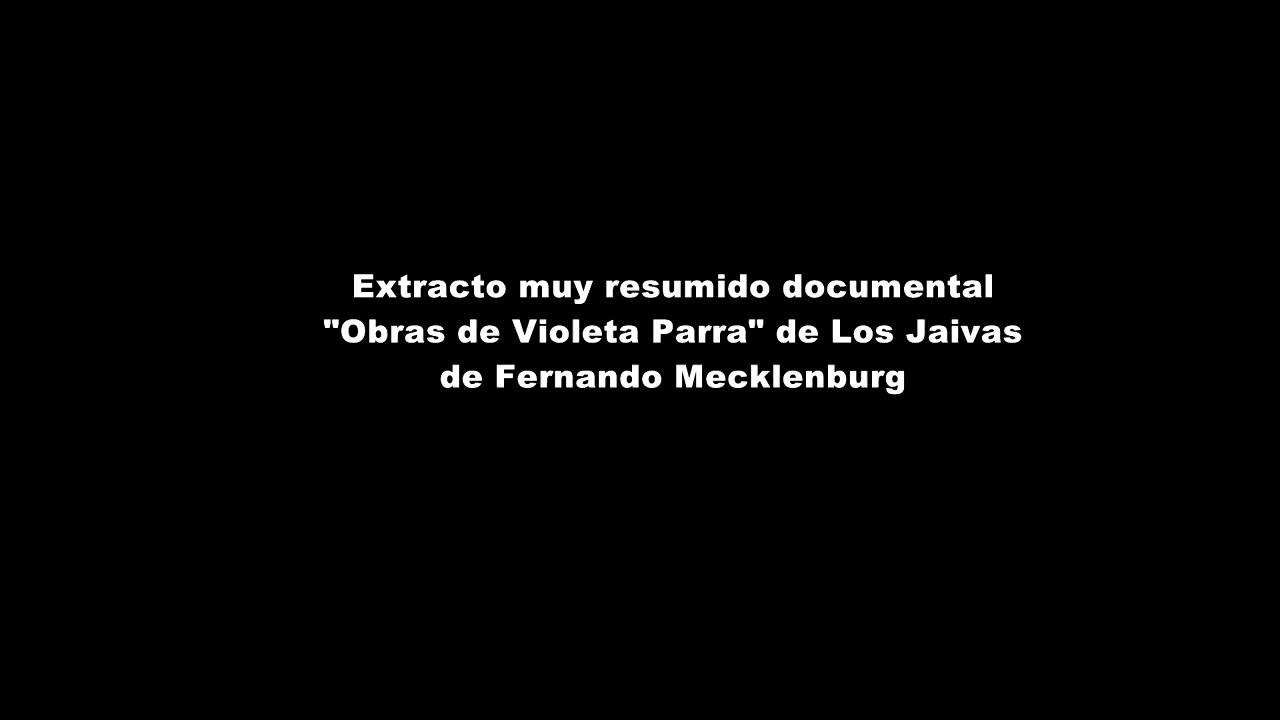 Extracto muy resumido documental
"Obras de Violeta Parra" de Los Jaivas
de Fernando Mecklenburg